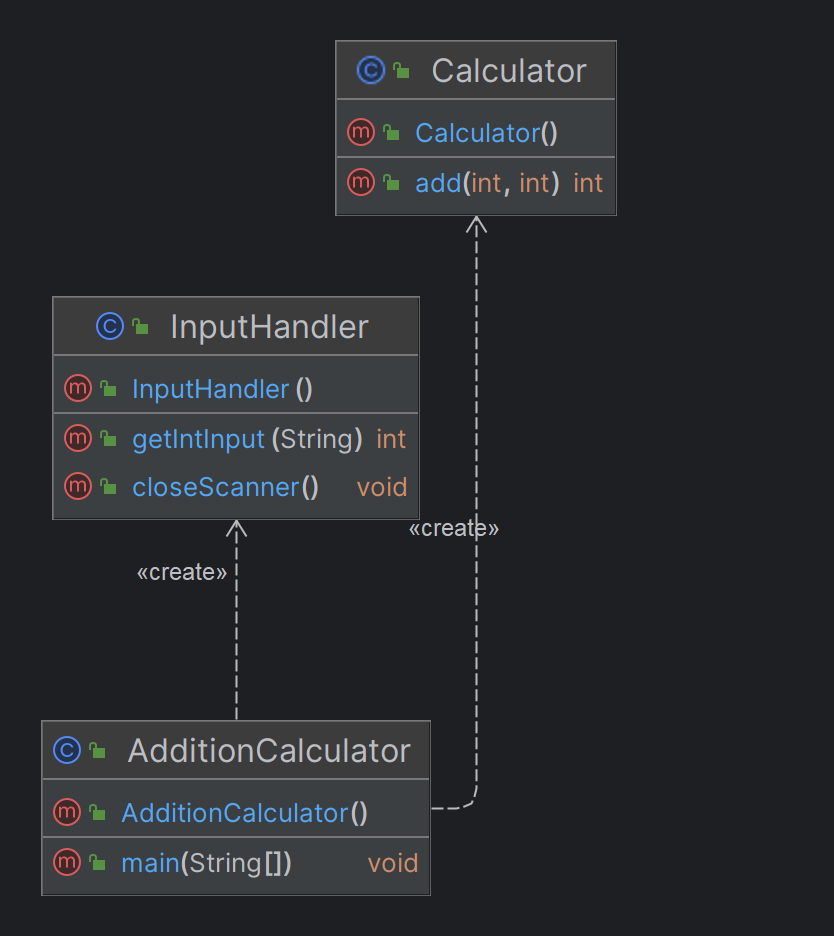 Calculator
Calculator()
add(int, int) int
InputHandler
InputHandler()
getIntInput(String) int
closeScanner() void
«create»
«create»
AdditionCalculator
AdditionCalculator()
main(String[]) void